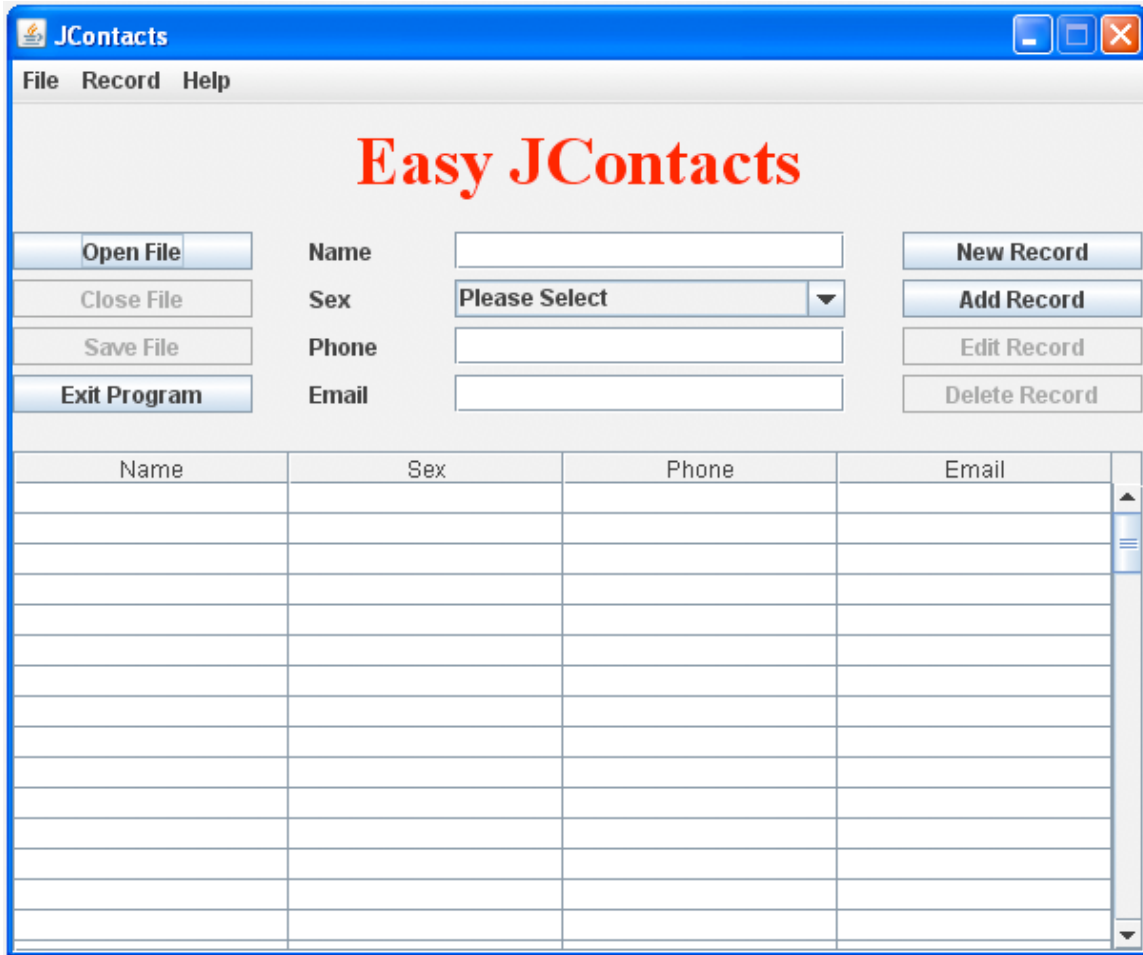 JContacts
File Record Help
Easy JContacts
Open File Name New Record
Close File Sex Please Select Add Record
Save File Phone Edit Record
Exit Program Email Delete Record
Name Sex Phone Email